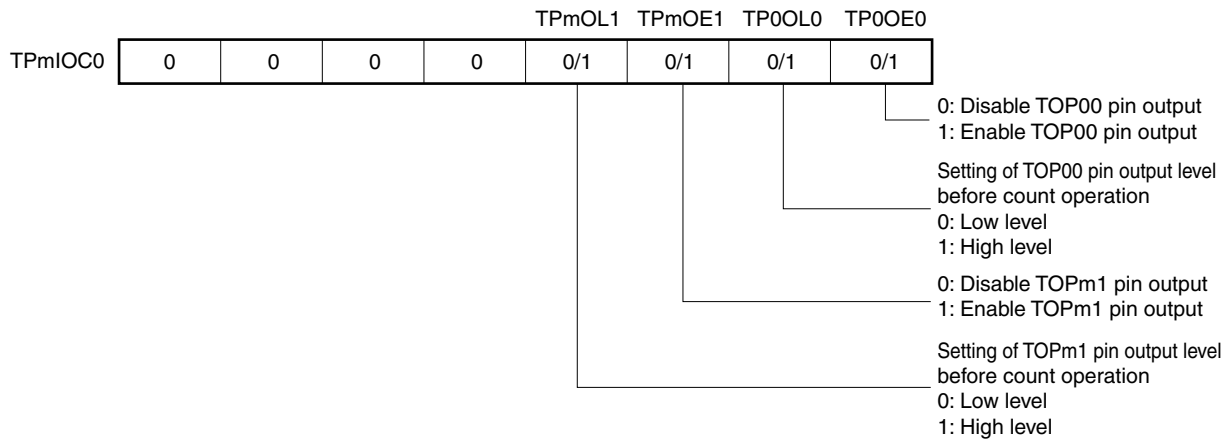 TPmOL1 TPmOE1 TP0OL0 TP0OE0
TPmIOC0 0 0 0 0 0/1 0/1 0/1 0/1
0: Disable TOP00 pin output
1: Enable TOP00 pin output
Setting of TOP00 pin output level
before count operation
0: Low level
1: High level
0: Disable TOPm1 pin output
1: Enable TOPm1 pin output
Setting of TOPm1 pin output level
before count operation
0: Low level
1: High level